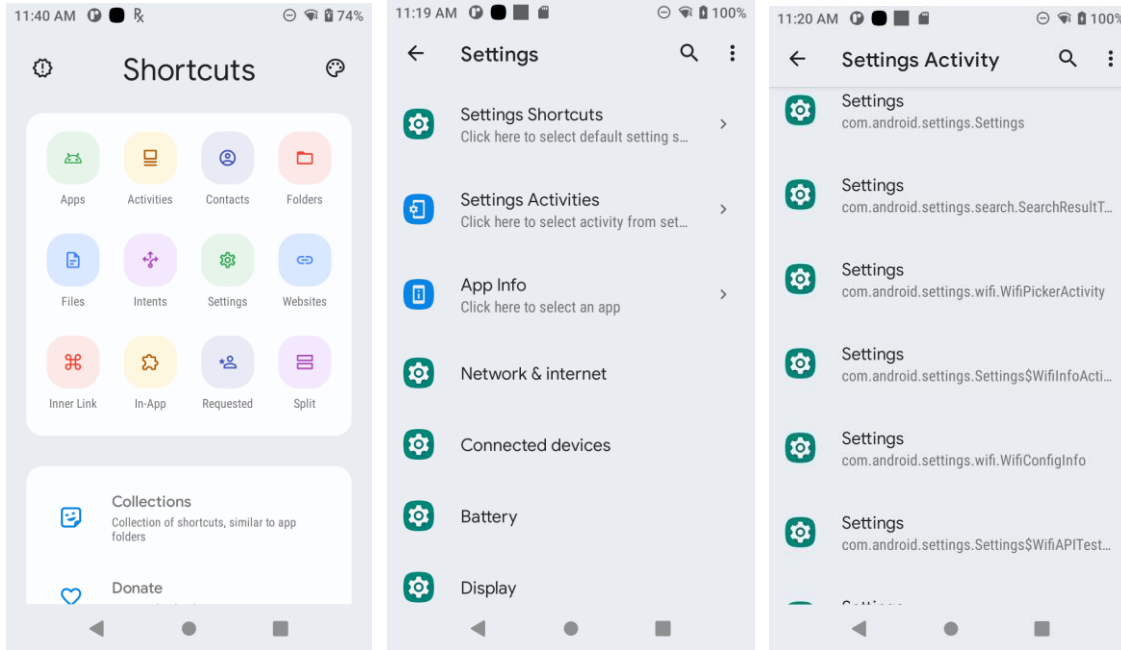 11:40 AM ℞ 74%
Shortcuts
Apps Activities Contacts Folders
Files Intents Settings Websites
Inner Link In-App Requested Split
Collections
Collection of shortcuts, similar to app
folders
Donate
11:19 AM 100%
Settings
Settings Shortcuts
Click here to select default setting s...
Settings Activities
Click here to select activity from set...
App Info
Click here to select an app
Network & internet
Connected devices
Battery
Display
11:20 AM 100%
Settings Activity
Settings
com.android.settings.Settings
Settings
com.android.settings.search.SearchResultT...
Settings
com.android.settings.wifi.WifiPickerActivity
Settings
com.android.settings.Settings$WifiInfoActi...
Settings
com.android.settings.wifi.WifiConfigInfo
Settings
com.android.settings.Settings$WifiAPITest...